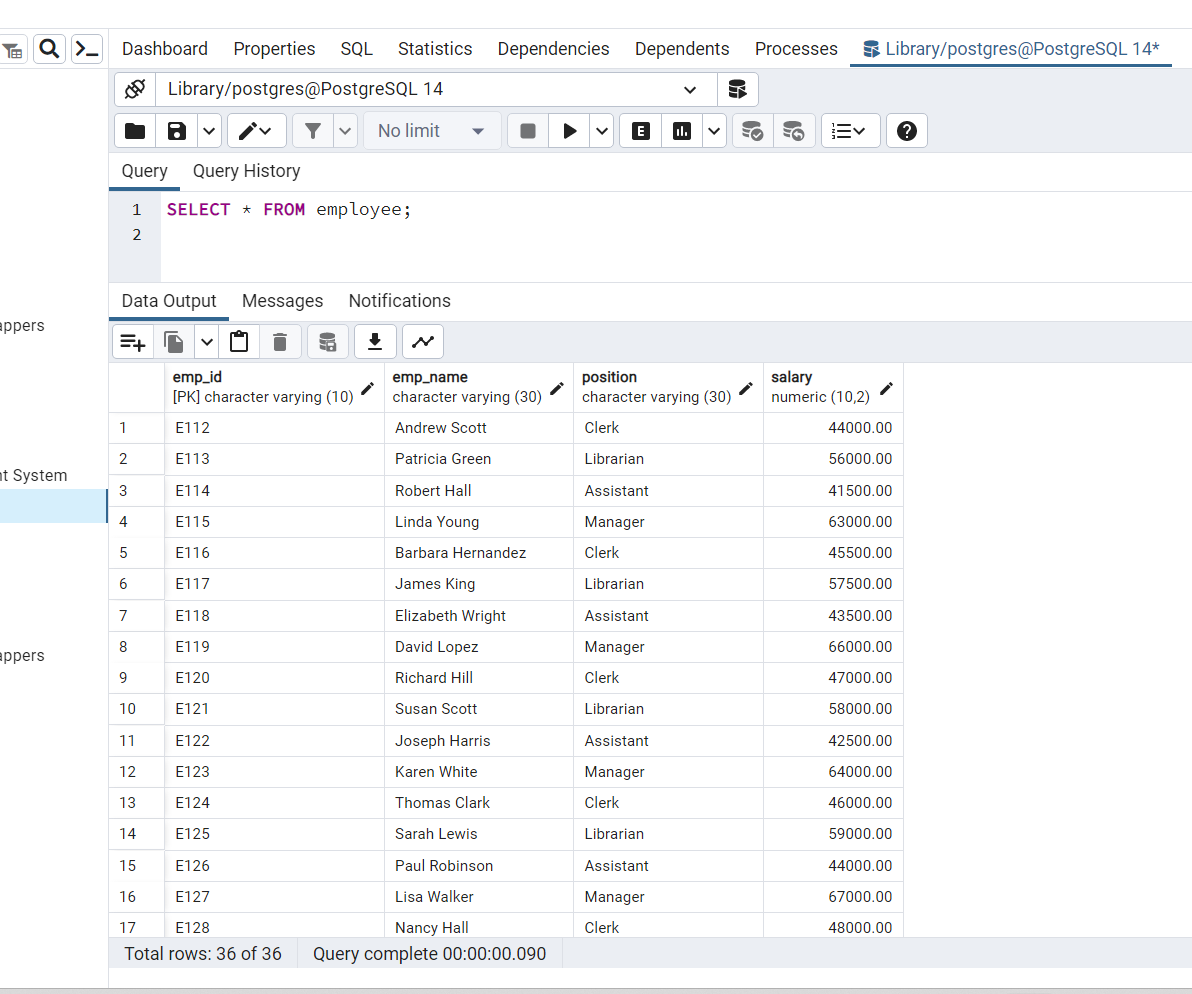 Dashboard Properties SQL Statistics Dependencies Dependents Processes Library/postgres@PostgreSQL 14*
Library/postgres@PostgreSQL 14
No limit E
Query Query History
1 SELECT * FROM employee;
2
Data Output Messages Notifications
appers
nt System
appers
emp_id emp_name position salary
[PK] character varying (10) character varying (30) character varying (30) numeric (10,2)
1 E112 Andrew Scott Clerk 44000.00
2 E113 Patricia Green Librarian 56000.00
3 E114 Robert Hall Assistant 41500.00
4 E115 Linda Young Manager 63000.00
5 E116 Barbara Hernandez Clerk 45500.00
6 E117 James King Librarian 57500.00
7 E118 Elizabeth Wright Assistant 43500.00
8 E119 David Lopez Manager 66000.00
9 E120 Richard Hill Clerk 47000.00
10 E121 Susan Scott Librarian 58000.00
11 E122 Joseph Harris Assistant 42500.00
12 E123 Karen White Manager 64000.00
13 E124 Thomas Clark Clerk 46000.00
14 E125 Sarah Lewis Librarian 59000.00
15 E126 Paul Robinson Assistant 44000.00
16 E127 Lisa Walker Manager 67000.00
17 E128 Nancy Hall Clerk 48000.00
Total rows: 36 of 36 Query complete 00:00:00.090